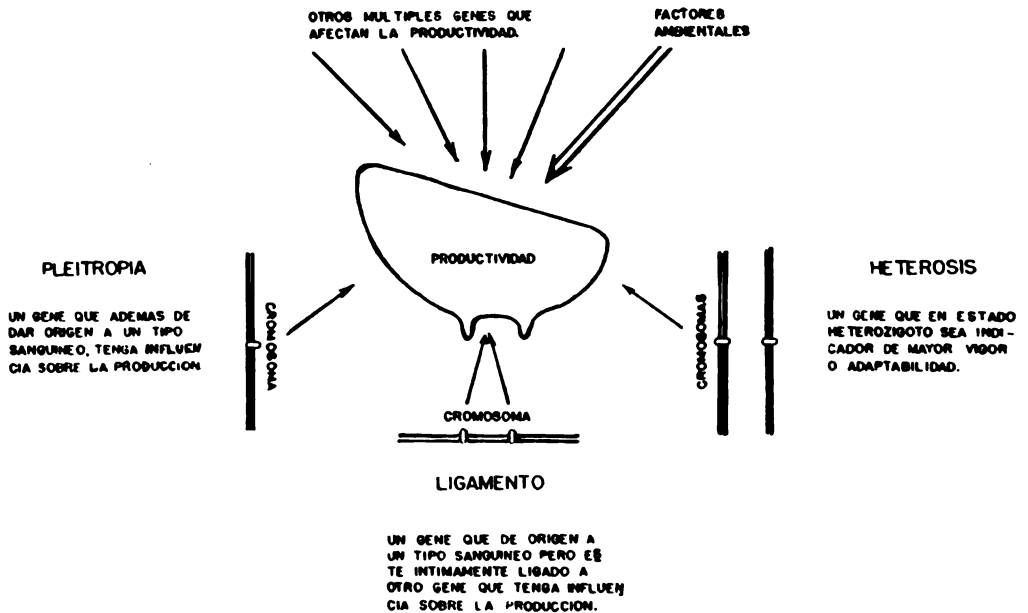 OTROS MULTIPLES GENES QUE
AFECTAN LA PRODUCTIVIDAD.
FACTORES
AMBIENTALES
PRODUCTIVIDAD
PLEITROPIA
UN GENE QUE ADEMAS DE
DAR ORIGEN A UN TIPO
SANGUINEO, TENGA INFLUEN
CIA SOBRE LA PRODUCCION
CROMOSOMA
CROMOSOMAS
HETEROSIS
UN GENE QUE EN ESTADO
HETEROZIGOTO SEA INDI-
CADOR DE MAYOR VIGOR
O ADAPTABILIDAD.
CROMOSOMA
LIGAMENTO
UN GENE QUE DE ORIGEN A
UN TIPO SANGUINEO PERO ES
TE INTIMAMENTE LIGADO A
OTRO GENE QUE TENGA INFLUEN
CIA SOBRE LA PRODUCCION.